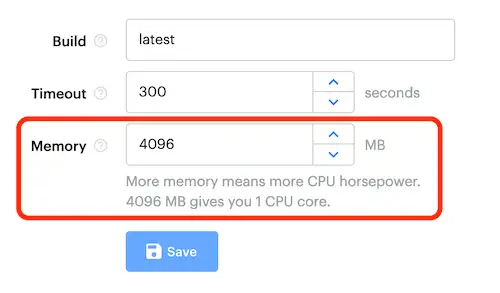 Build ? latest
Timeout ? 300 seconds
Memory ? 4096 MB
More memory means more CPU horsepower.
4096 MB gives you 1 CPU core.
Save